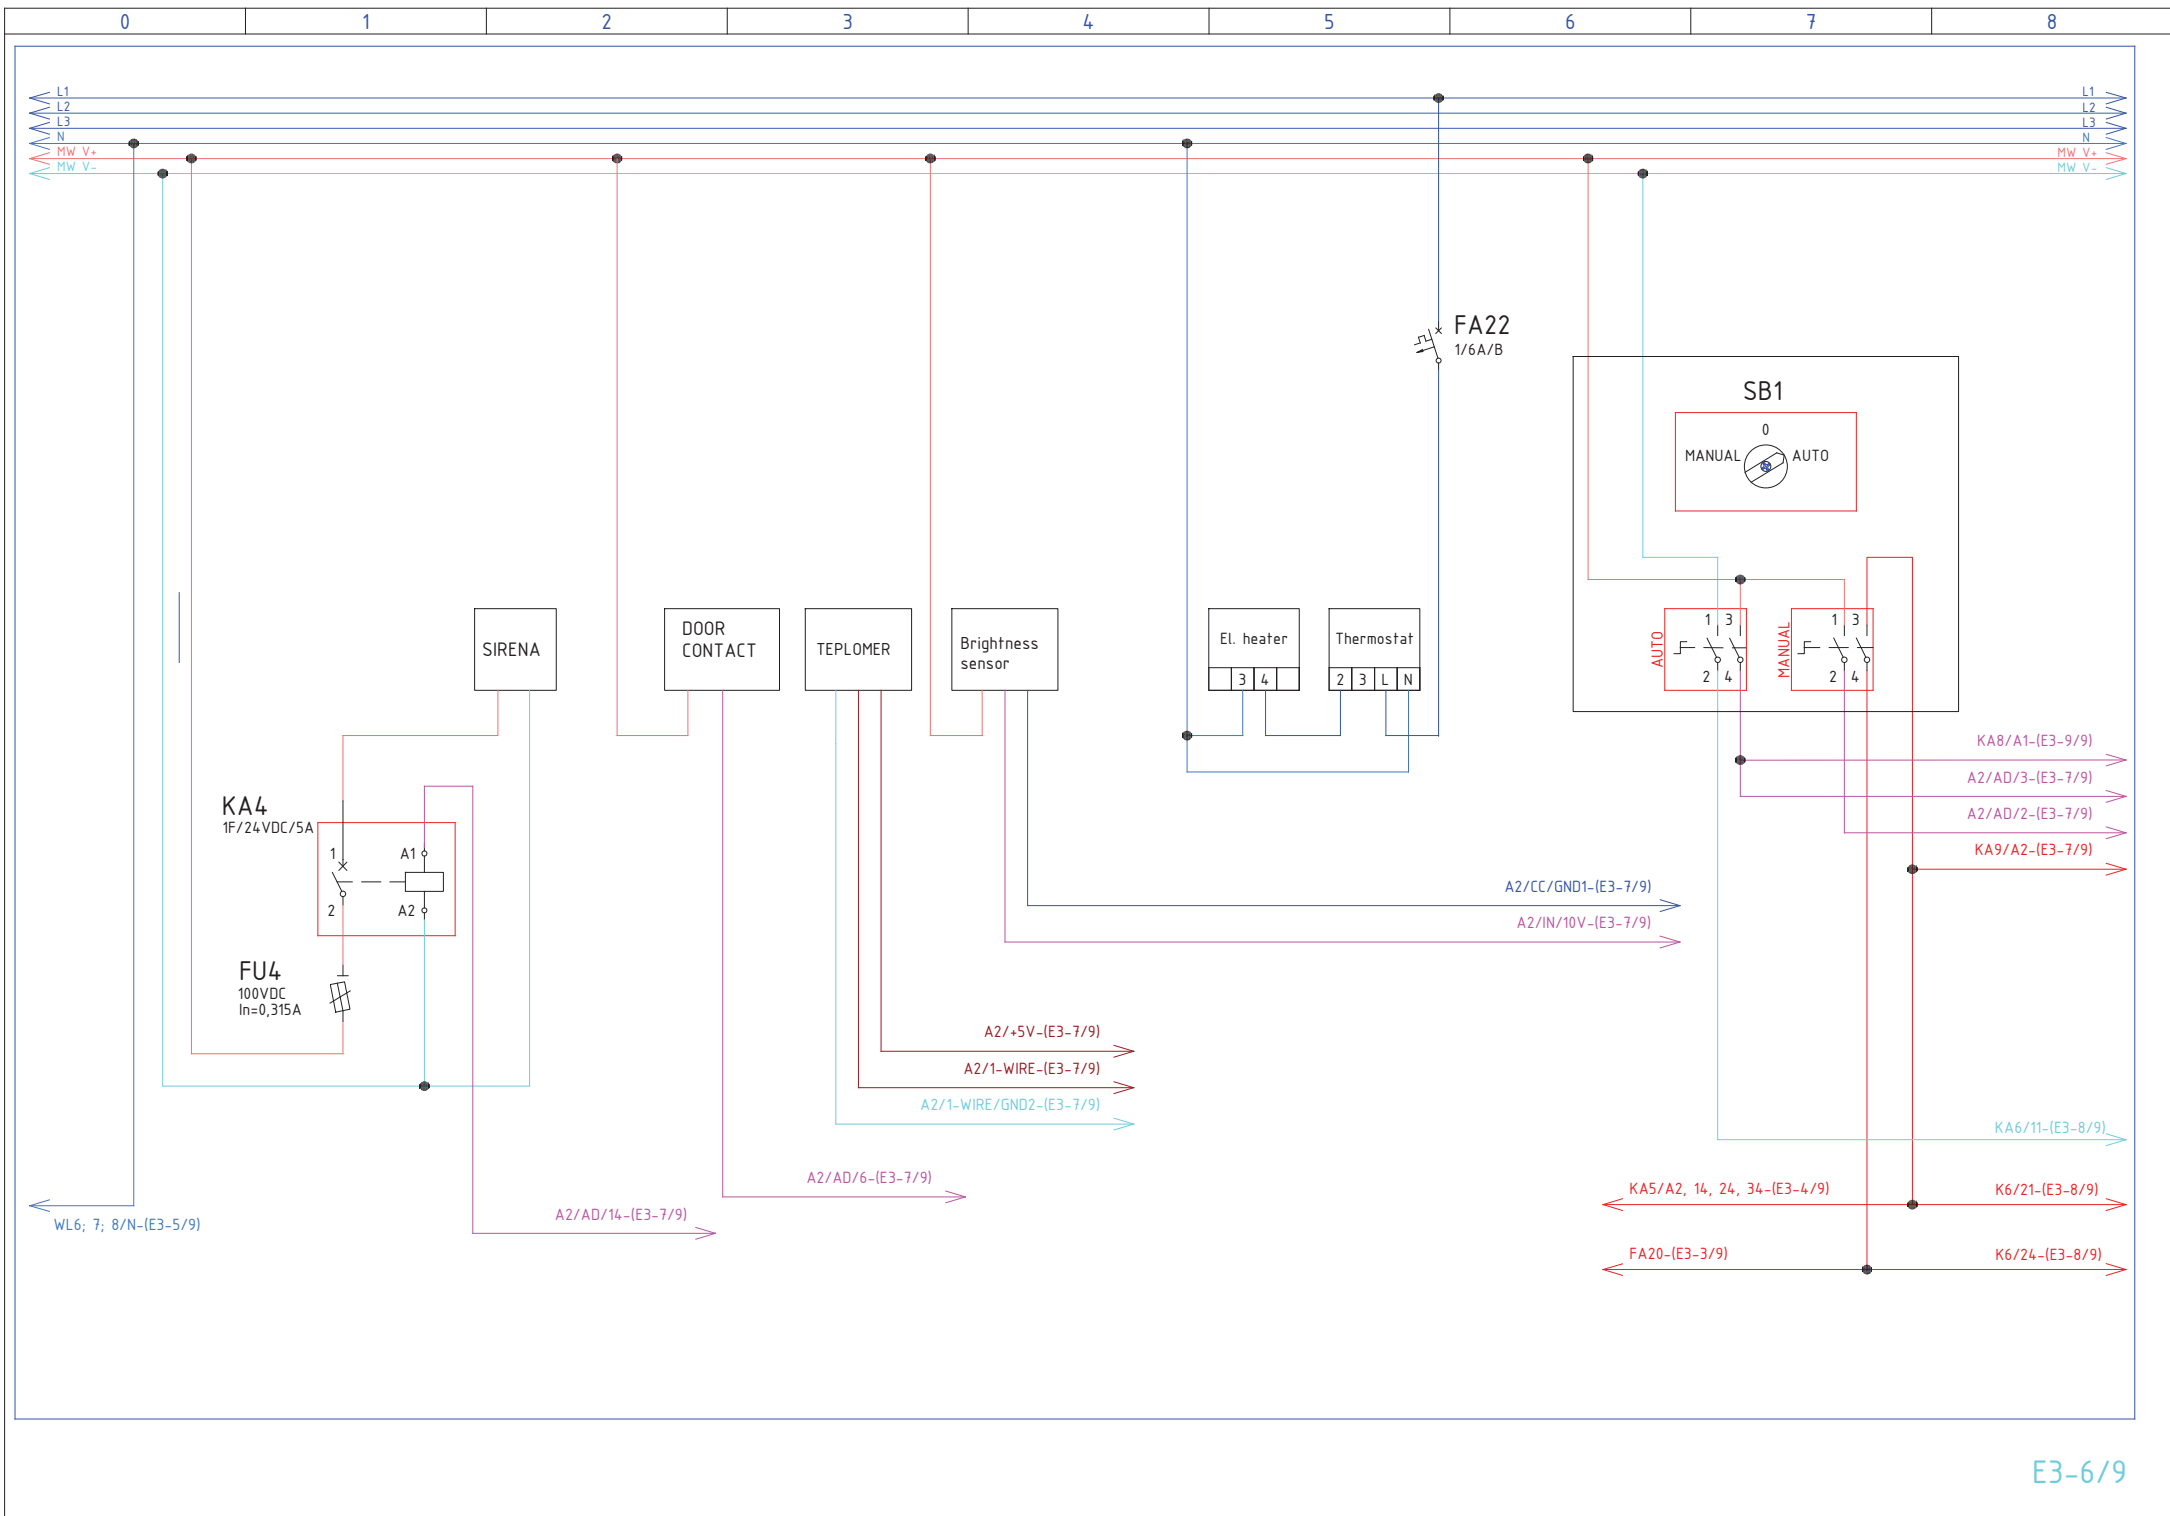 0 1 2 3 4 5 6 7 8
L1 L1
L2 L2
L3 L3
N N
MW V+ MW V+
MW V- MW V-
FA22
1/6A/B
SB1
0
MANUAL AUTO
SIRENA
DOOR
CONTACT
TEPLOMER
Brightness
sensor
El. heater
3 4
Thermostat
2 3 L N
AUTO
1 3
2 4
MANUAL
1 3
2 4
KA8/A1-(E3-9/9)
A2/AD/3-(E3-7/9)
A2/AD/2-(E3-7/9)
KA9/A2-(E3-7/9)
KA4
1F/24VDC/5A
1 A1
2 A2
A2/CC/GND1-(E3-7/9)
A2/IN/10V-(E3-7/9)
FU4
100VDC
In=0,315A
A2/+5V-(E3-7/9)
A2/1-WIRE-(E3-7/9)
A2/1-WIRE/GND2-(E3-7/9)
KA6/11-(E3-8/9)
A2/AD/6-(E3-7/9)
KA5/A2, 14, 24, 34-(E3-4/9) K6/21-(E3-8/9)
A2/AD/14-(E3-7/9)
WL6; 7; 8/N-(E3-5/9)
FA20-(E3-3/9) K6/24-(E3-8/9)
E3-6/9